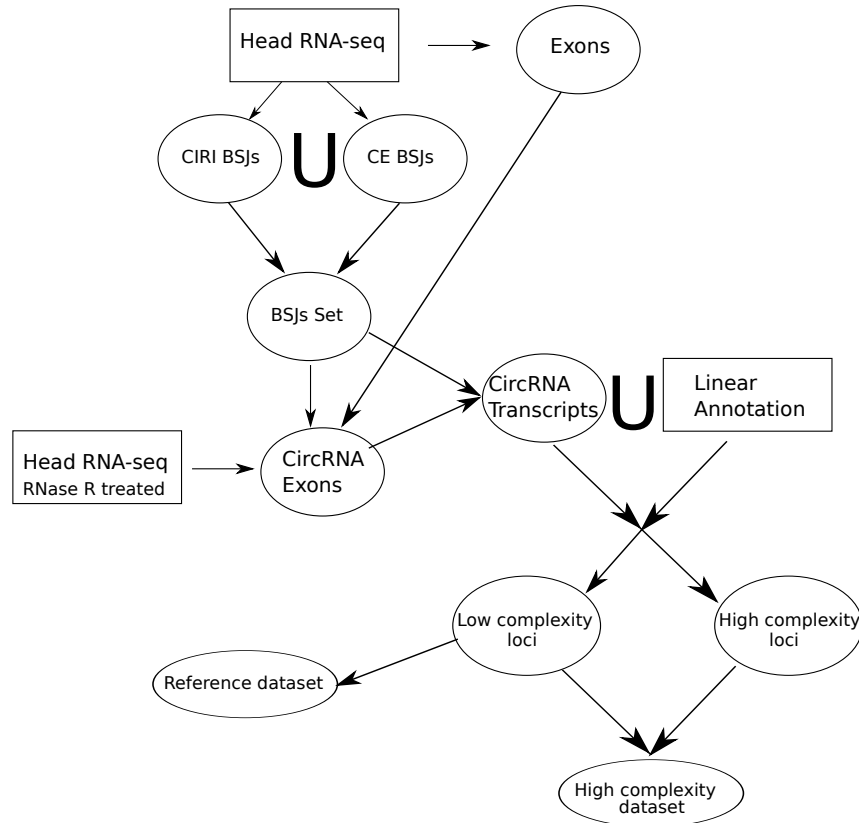 Head RNA-seq
Exons
CIRI BSJs
U
CE BSJs
BSJs Set
CircRNA
Transcripts
U
Linear
Annotation
Head RNA-seq
RNase R treated
CircRNA
Exons
Low complexity
loci
High complexity
loci
Reference dataset
High complexity
dataset